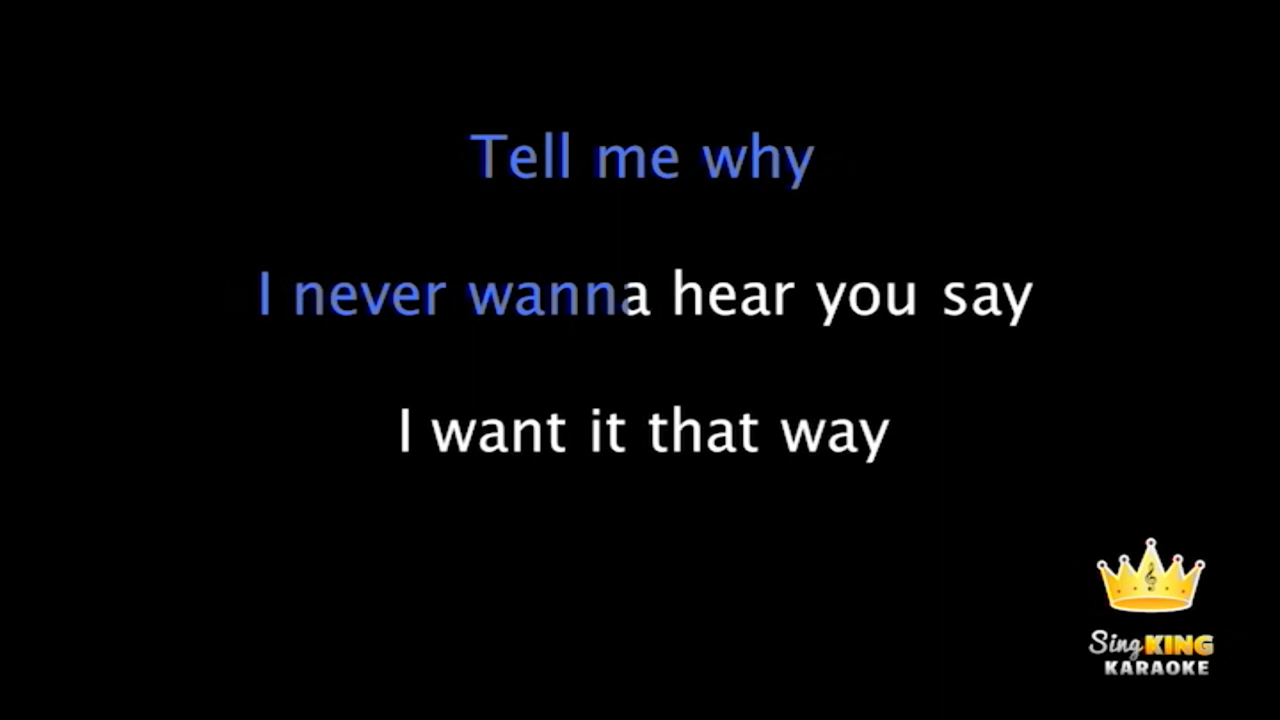 Tell me why
I never wanna hear you say
I want it that way
Sing KING
KARAOKE